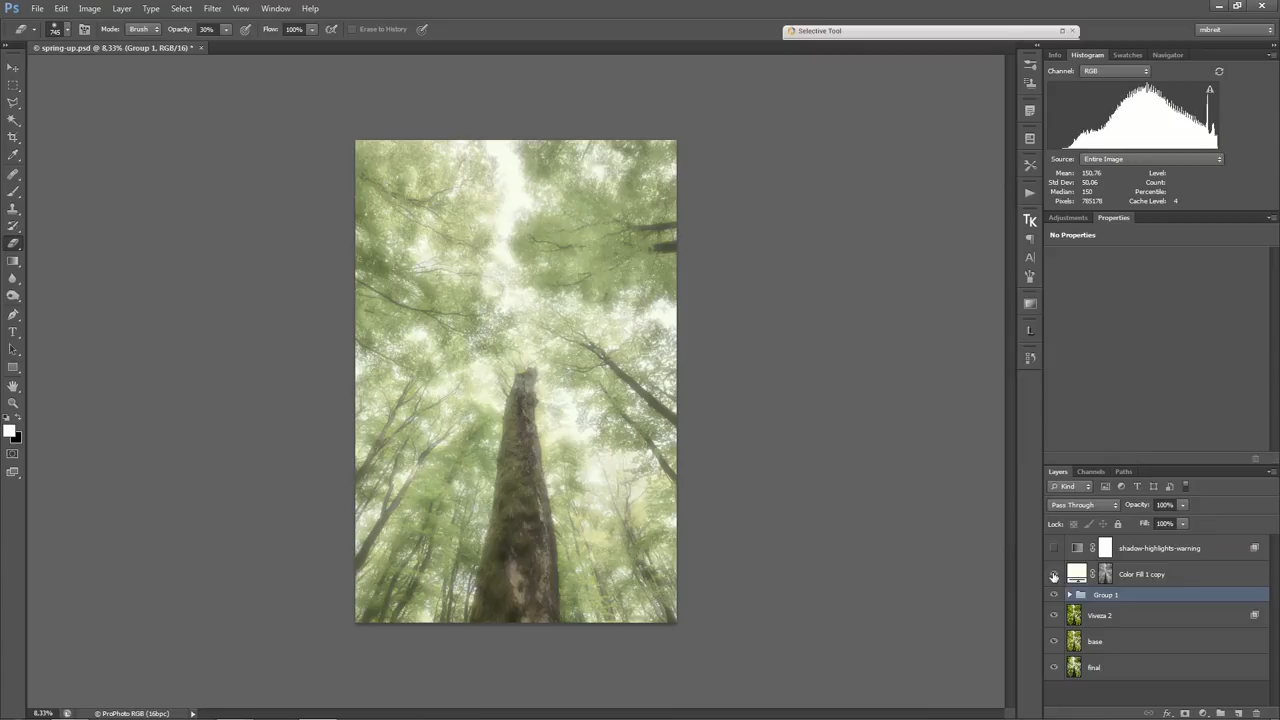 Ps File Edit Image Layer Type Select Filter View Window Help
745 Mode: Brush Opacity: 30% Flow: 100% Erase to History
Selective Tool
mbreit
© spring-up.psd @ 8,33% (Group 1, RGB/16) *
Info Histogram Swatches Navigator
Channel: RGB
Source: Entire Image
Mean: 150,76 Level:
Std Dev: 50,06 Count:
Median: 150 Percentile:
Pixels: 785178 Cache Level: 4
Adjustments Properties
No Properties
TK
Layers Channels Paths
Kind
Pass Through Opacity: 100%
Lock: Fill: 100%
shadow-highlights-warning
Color Fill 1 copy
Group 1
Viveza 2
base
final
fx
8,33% © ProPhoto RGB (16bpc)